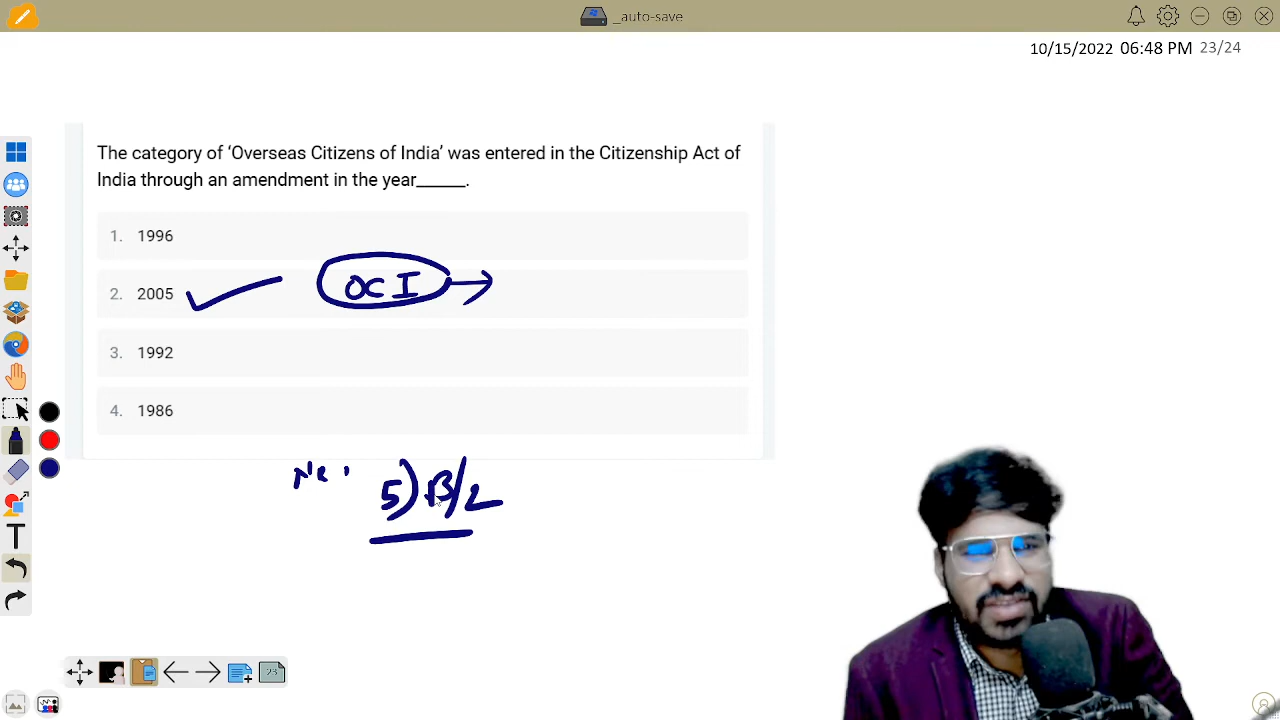 _auto-save
10/15/2022 06:48 PM 23/24
The category of ‘Overseas Citizens of India’ was entered in the Citizenship Act of
India through an amendment in the year______.
1. 1996
2. 2005
OCI
3. 1992
4. 1986
T
23